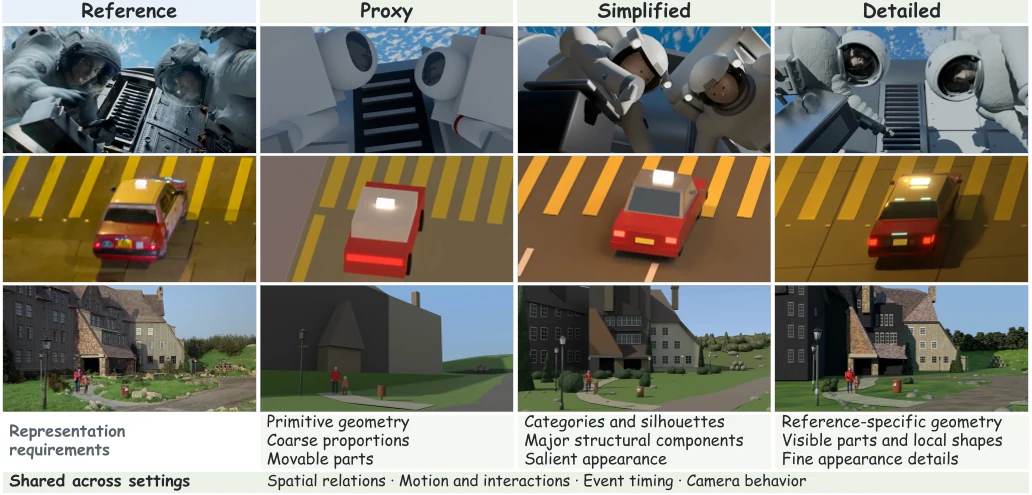 Reference
Proxy
Simplified
Detailed
Representation
requirements
Primitive geometry
Coarse proportions
Movable parts
Categories and silhouettes
Major structural components
Salient appearance
Reference-specific geometry
Visible parts and local shapes
Fine appearance details
Shared across settings
Spatial relations · Motion and interactions · Event timing · Camera behavior